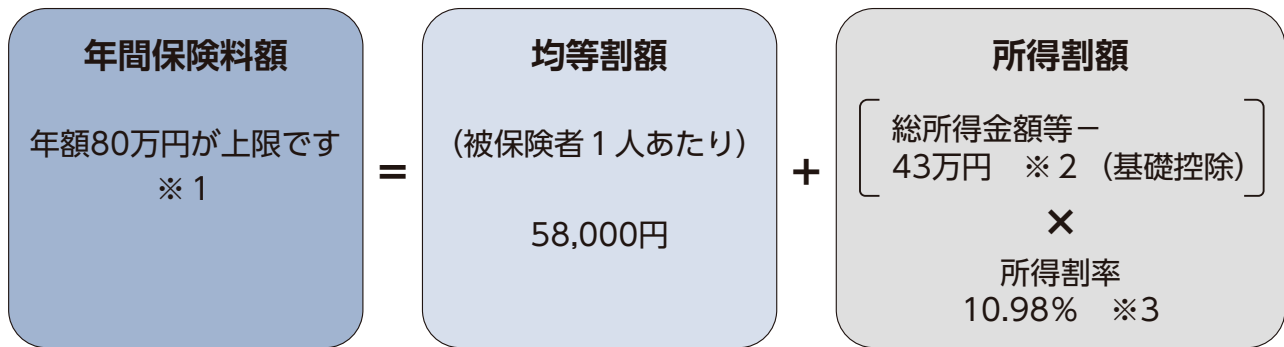 年間保険料額
年額80万円が上限です
※1
＝
均等割額
（被保険者1人あたり）
58,000円
＋
所得割額
総所得金額等－
43万円　※2　（基礎控除）
×
所得割率
10.98%　※3